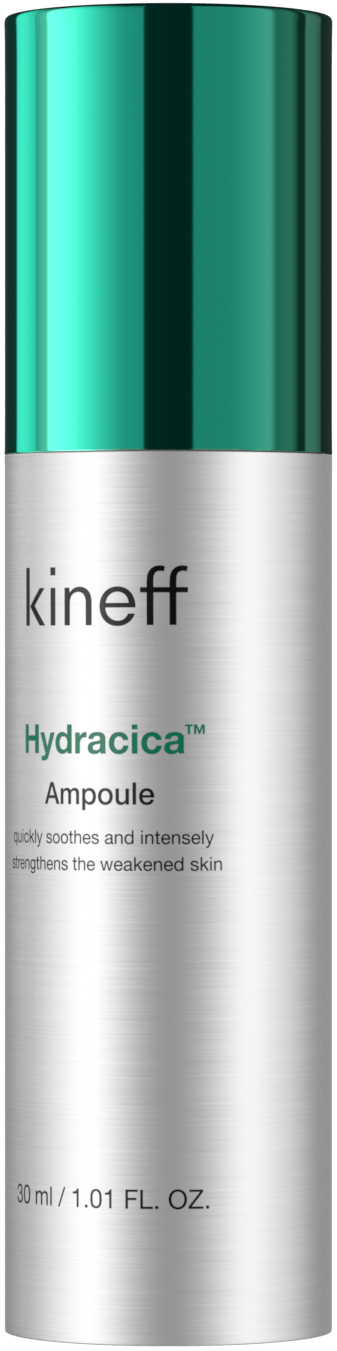 kineff
Hydracica™
Ampoule
quickly soothes and intensely
strengthens the weakened skin
30 ml / 1.01 FL. OZ.